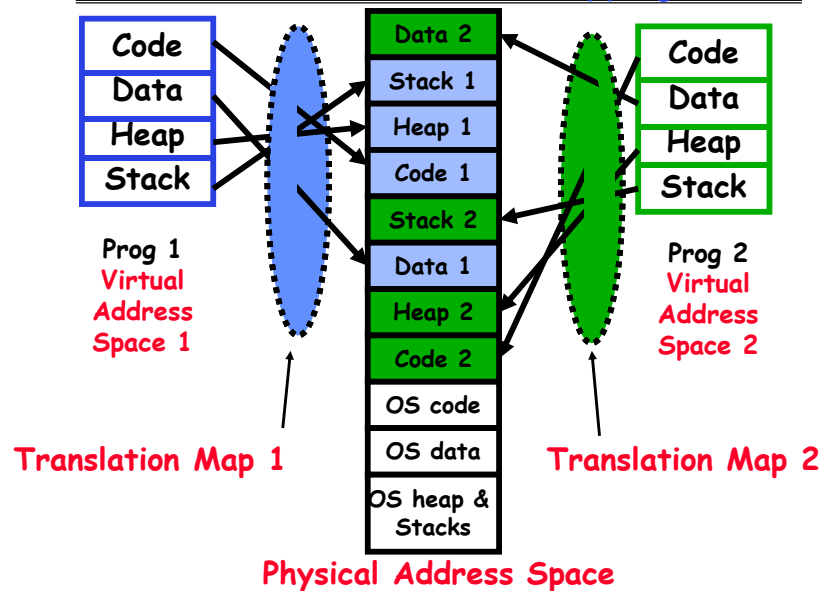 Code
Data
Heap
Stack
Prog 1
Virtual
Address
Space 1
Translation Map 1
Data 2
Stack 1
Heap 1
Code 1
Stack 2
Data 1
Heap 2
Code 2
OS code
OS data
OS heap &
Stacks
Physical Address Space
Code
Data
Heap
Stack
Prog 2
Virtual
Address
Space 2
Translation Map 2